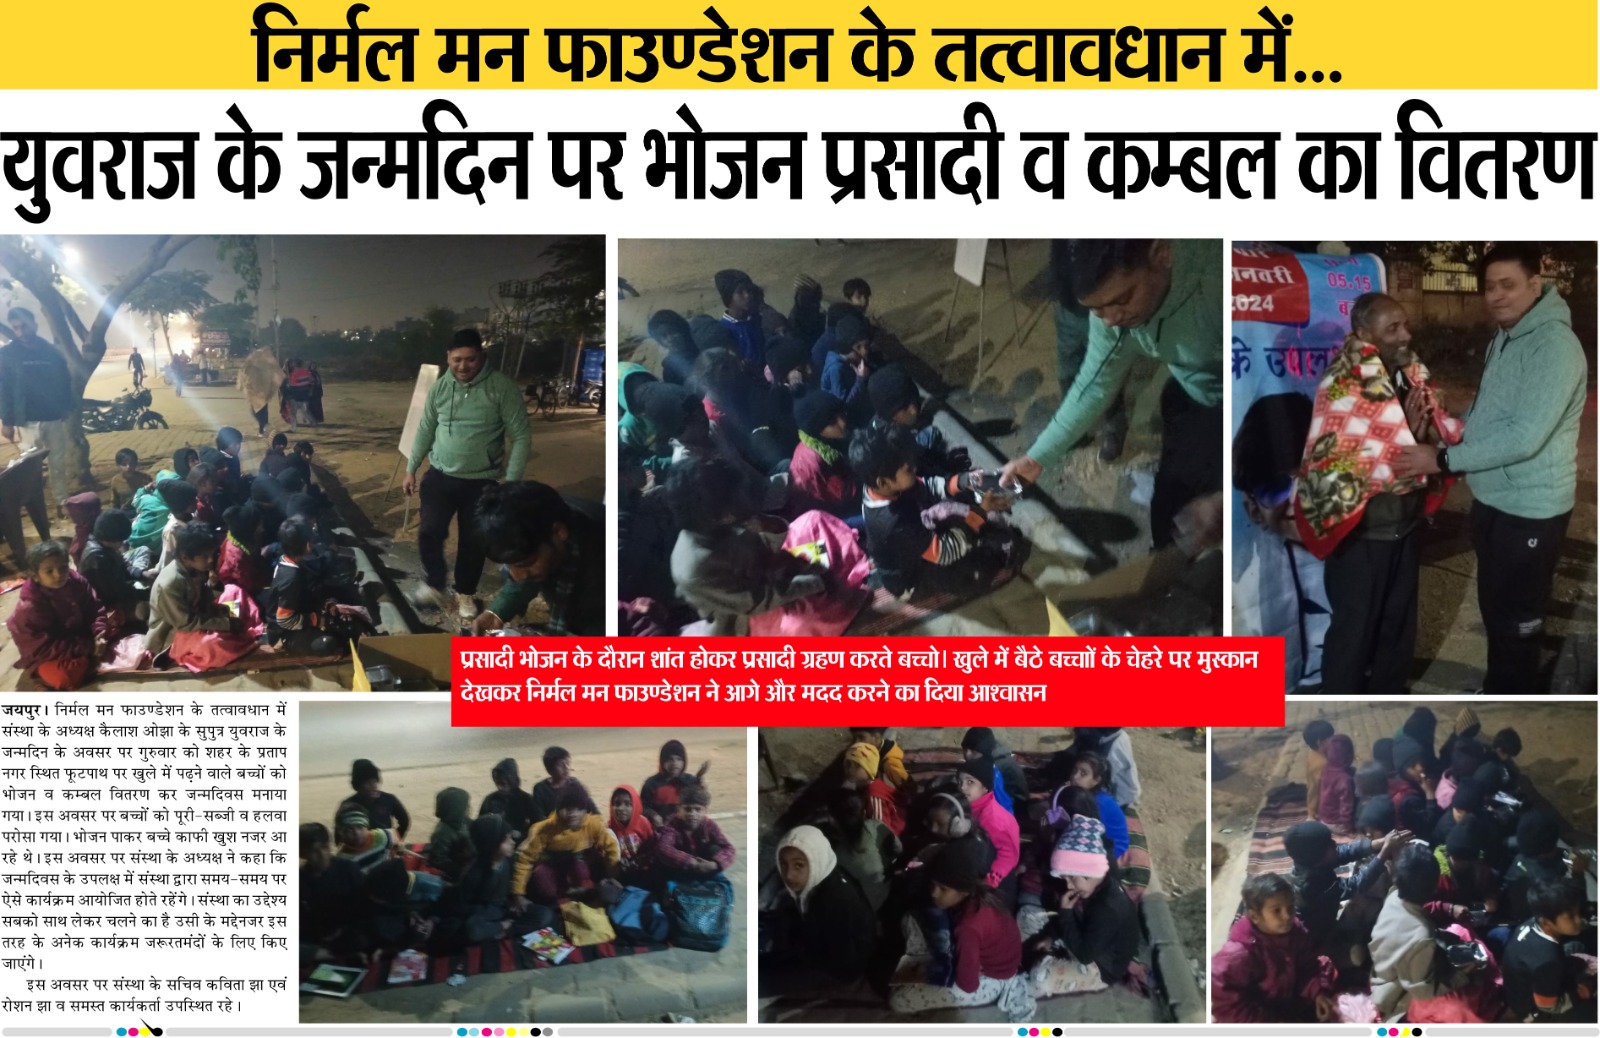 निर्मल मन फाउण्डेशन के तत्वावधान में...
युवराज के जन्मदिन पर भोजन प्रसादी व कम्बल का वितरण
जनवरी
2024
05.15
के उपल
प्रसादी भोजन के दौरान शांत होकर प्रसादी ग्रहण करते बच्चो। खुले में बैठे बच्चाों के चेहरे पर मुस्कान
देखकर निर्मल मन फाउण्डेशन ने आगे और मदद करने का दिया आश्वासन
जयपुर। निर्मल मन फाउण्डेशन के तत्वावधान में
संस्था के अध्यक्ष कैलाश ओझा के सुपुत्र युवराज के
जन्मदिन के अवसर पर गुरुवार को शहर के प्रताप
नगर स्थित फूटपाथ पर खुले में पढ़ने वाले बच्चों को
भोजन व कम्बल वितरण कर जन्मदिवस मनाया
गया। इस अवसर पर बच्चों को पूरी-सब्जी व हलवा
परोसा गया। भोजन पाकर बच्चे काफी खुश नजर आ
रहे थे। इस अवसर पर संस्था के अध्यक्ष ने कहा कि
जन्मदिवस के उपलक्ष में संस्था द्वारा समय-समय पर
ऐसे कार्यक्रम आयोजित होते रहेंगे। संस्था का उद्देश्य
सबको साथ लेकर चलने का है उसी के मद्देनजर इस
तरह के अनेक कार्यक्रम जरूरतमंदों के लिए किए
जाएंगे।
इस अवसर पर संस्था के सचिव कविता झा एवं
रोशन झा व समस्त कार्यकर्ता उपस्थित रहे।